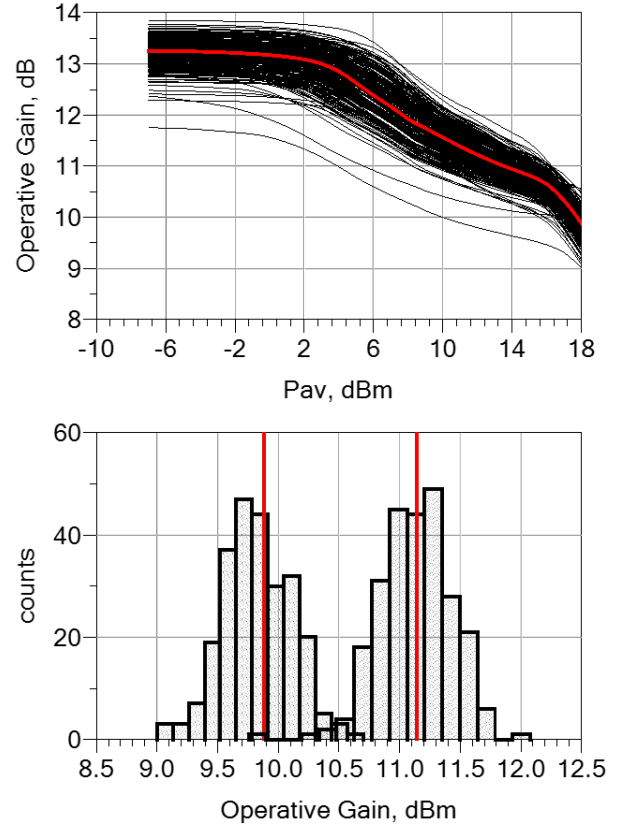 14
13
12
11
10
9
8
Operative Gain, dB
-10 -6 -2 2 6 10 14 18
Pav, dBm
60
40
20
0
counts
8.5 9.0 9.5 10.0 10.5 11.0 11.5 12.0 12.5
Operative Gain, dBm